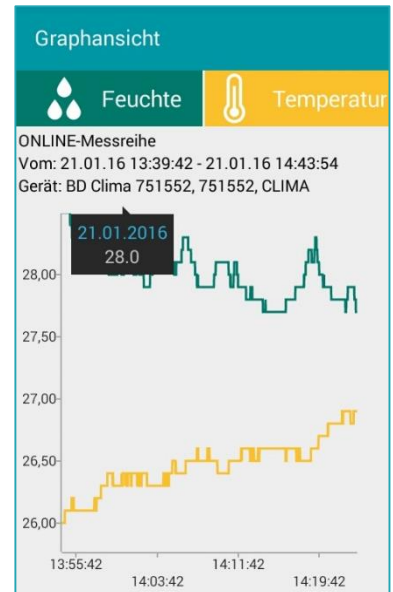 Graphansicht
Feuchte
Temperatur
ONLINE-Messreihe
Vom: 21.01.16 13:39:42 - 21.01.16 14:43:54
Gerät: BD Clima 751552, 751552, CLIMA
21.01.2016
28.0
28,00
27,50
27,00
26,50
26,00
13:55:42
14:03:42
14:11:42
14:19:42